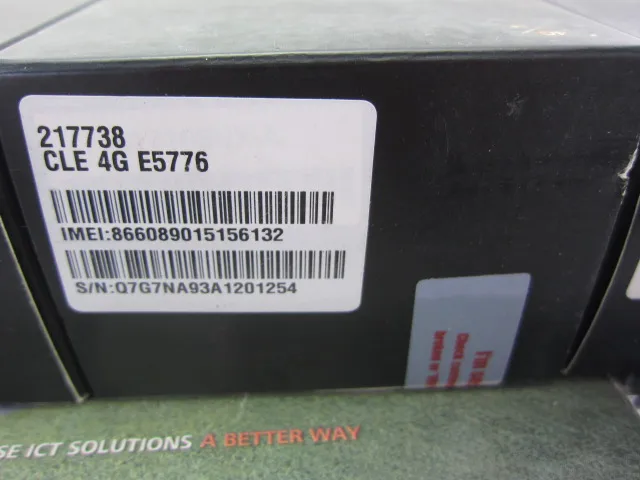 217738
CLE 4G E5776
IMEI:866089015156132
S/N:Q7G7NA93A1201254
SE ICT SOLUTIONS A BETTER WAY